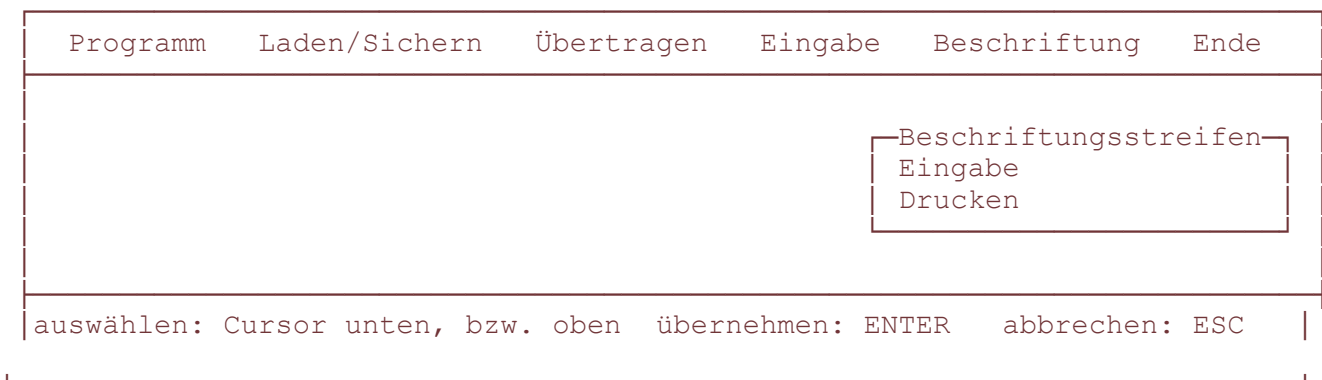 Programm Laden/Sichern Übertragen Eingabe Beschriftung Ende
Beschriftungsstreifen
Eingabe
Drucken
auswählen: Cursor unten, bzw. oben übernehmen: ENTER abbrechen: ESC